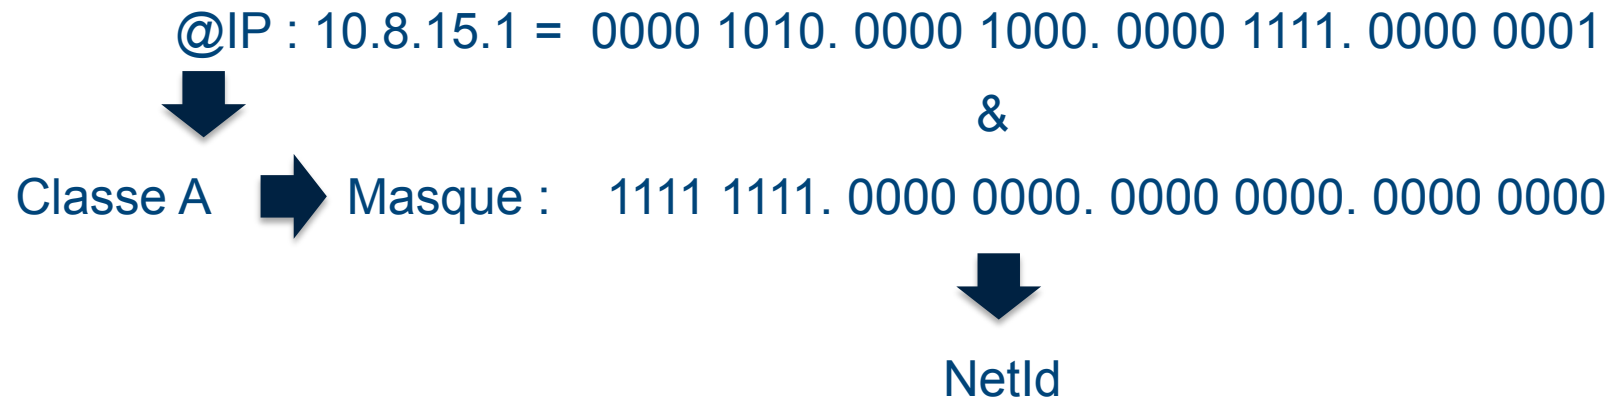 @IP : 10.8.15.1 = 0000 1010. 0000 1000. 0000 1111. 0000 0001
&
Classe A Masque : 1111 1111. 0000 0000. 0000 0000. 0000 0000
NetId